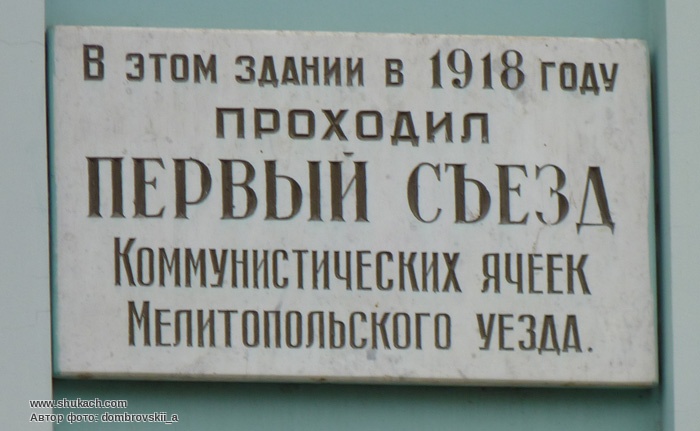 В этом здании в 1918 году
проходил
ПЕРВЫЙ СЪЕЗД
Коммунистических ячеек
Мелитопольского уезда.
www.shukach.com
Автор фото: dombrovskii_a